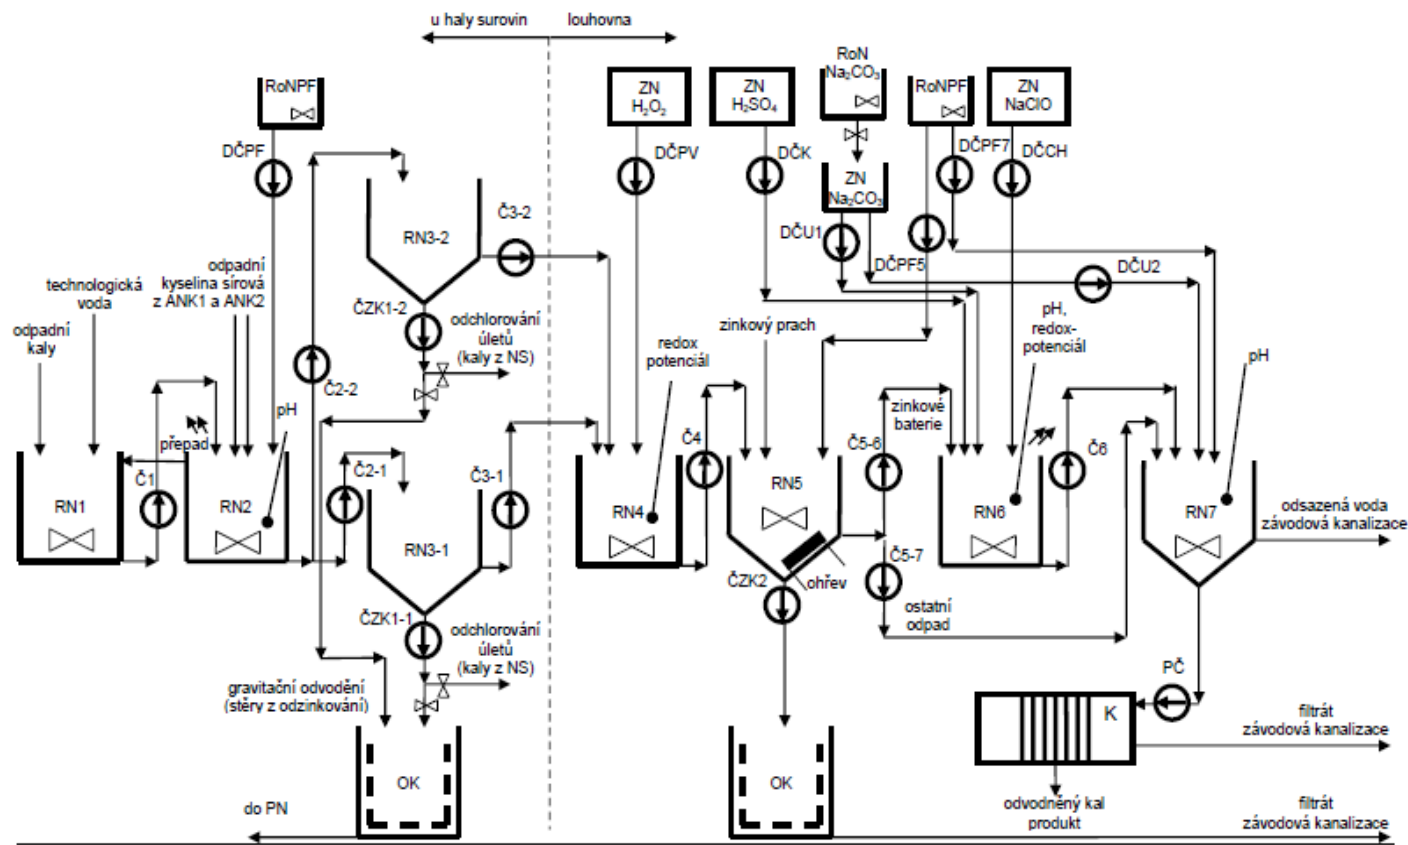 u haly surovin
louhovna
RoNPF
ZN
H₂O₂
ZN
H₂SO₄
RoN
Na₂CO₃
RoNPF
ZN
NaClO
DČPF
DČPV
DČK
ZN
Na₂CO₃
DČPF7
DČCH
Č3-2
RN3-2
DČU1
DČPF5
DČU2
odpadní
kyselina sírová
z ANK1 a ANK2
technologická
voda
odpadní
kaly
ČZK1-2
odchlorování
úletů
(kaly z NS)
zinkový prach
redox
potenciál
pH,
redox-
potenciál
pH
Č2-2
pH
přepad
zinkové
baterie
Č1
Č2-1
Č3-1
Č4
Č5-6
Č6
RN1
RN2
RN3-1
RN4
RN5
RN6
RN7
odsazená voda
závodová kanalizace
ohřev
ČZK2
Č5-7
ostatní
odpad
ČZK1-1
odchlorování
úletů
(kaly z NS)
gravitační odvodění
(stěry z odzinkování)
PČ
K
filtrát
závodová kanalizace
OK
OK
do PN
odvodněný kal
produkt
filtrát
závodová kanalizace